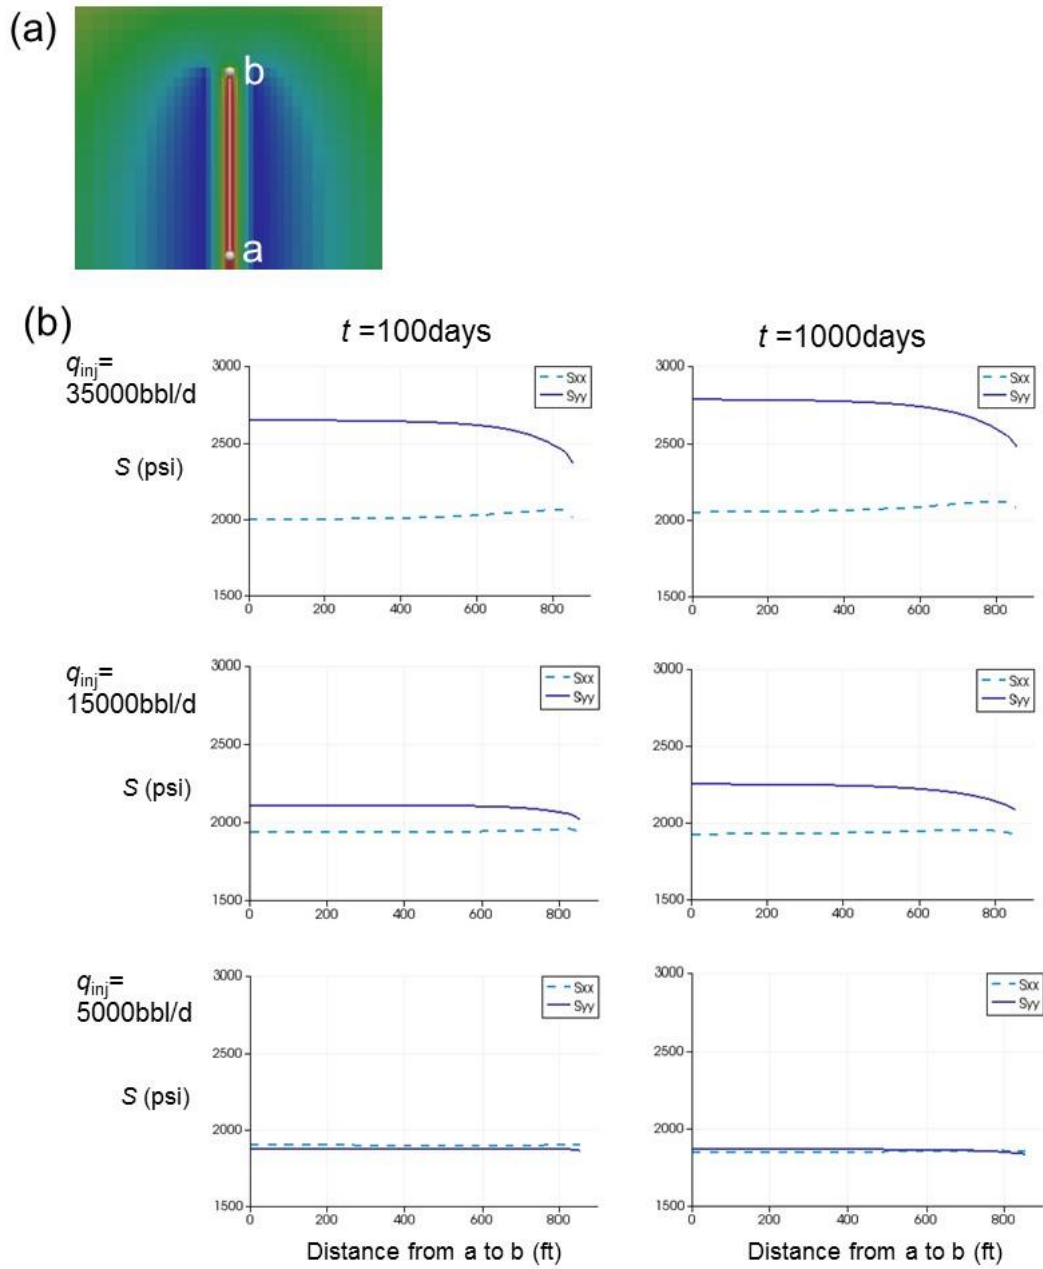 (a)
b
a
(b)
t =100days
t =1000days
qinj=
35000bbl/d
S (psi)
3000
2500
2000
1500
0
200
400
600
800
Sxx
Syy
3000
2500
2000
1500
0
200
400
600
800
Sxx
Syy
qinj=
15000bbl/d
S (psi)
3000
2500
2000
1500
0
200
400
600
800
Sxx
Syy
3000
2500
2000
1500
0
200
400
600
800
Sxx
Syy
qinj=
5000bbl/d
S (psi)
3000
2500
2000
1500
0
200
400
600
800
Sxx
Syy
3000
2500
2000
1500
0
200
400
600
800
Sxx
Syy
Distance from a to b (ft)
Distance from a to b (ft)